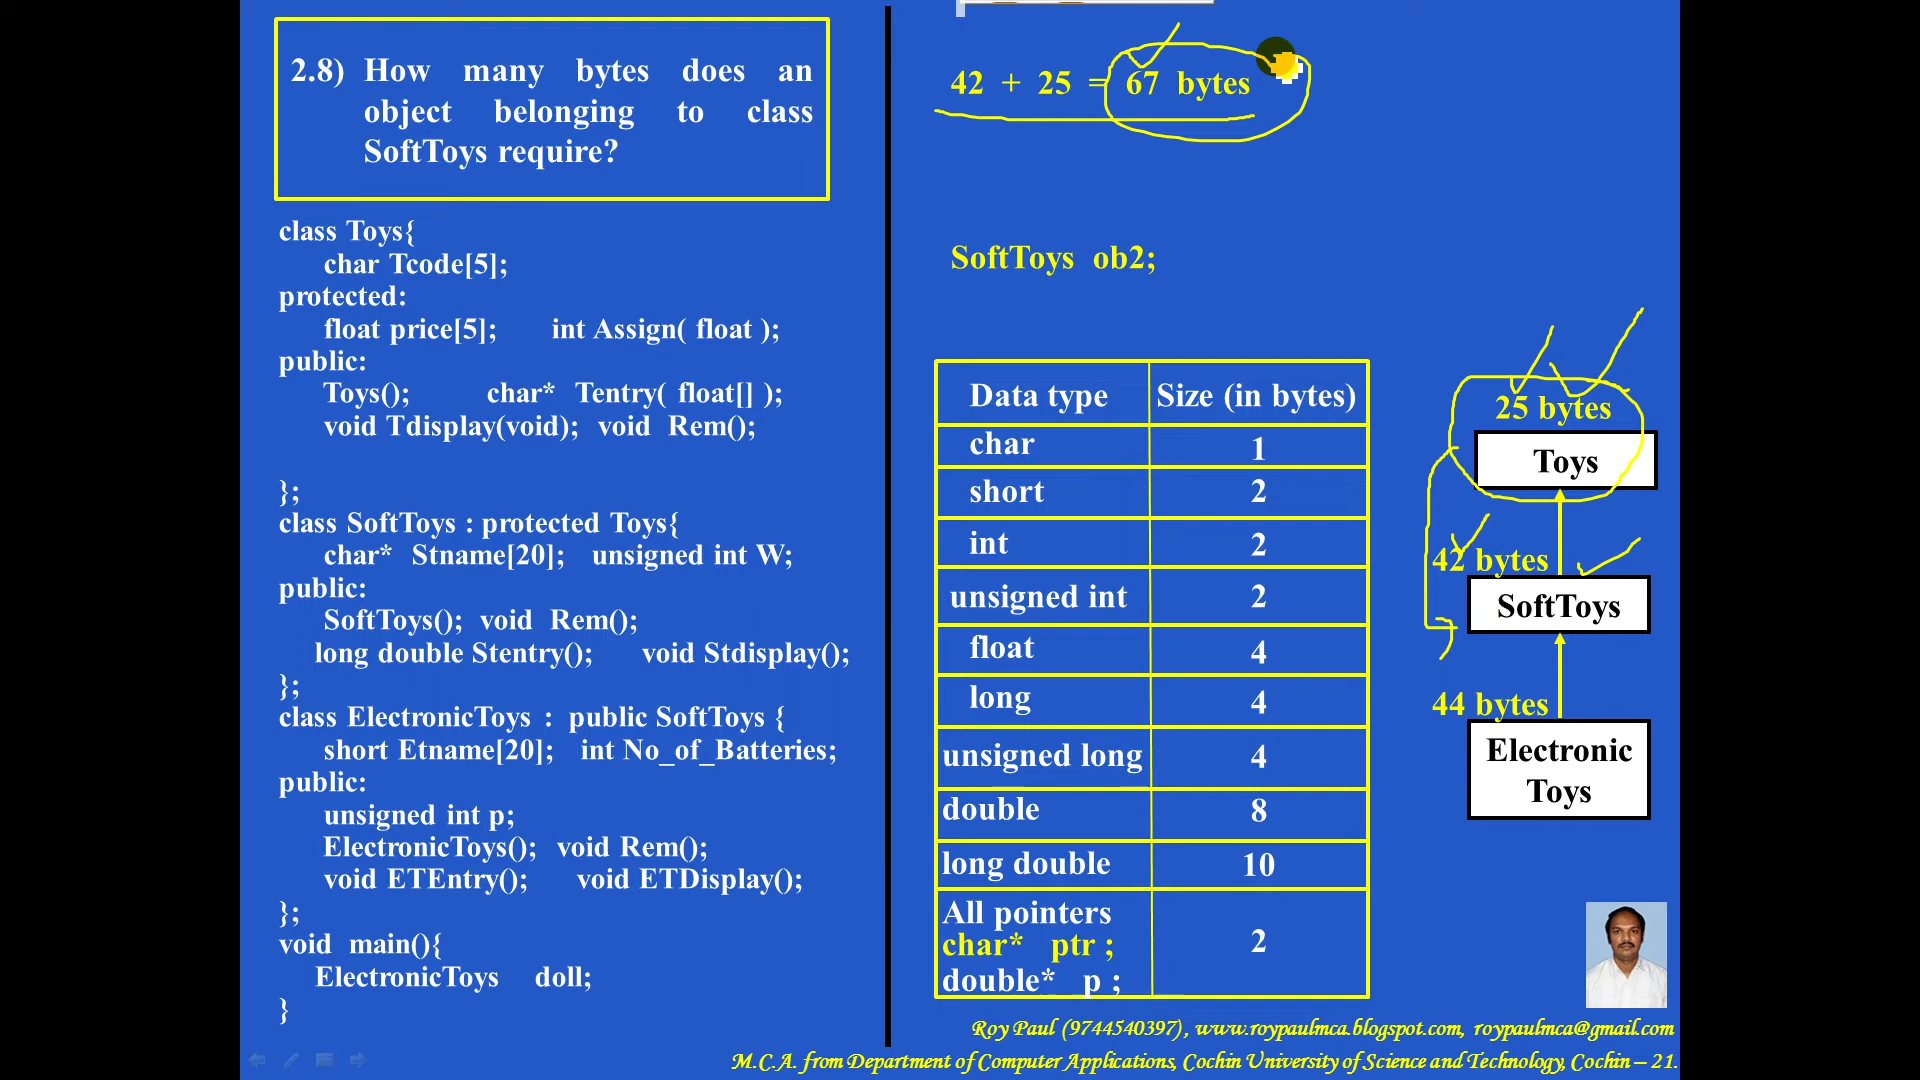 2.8) How many bytes does an
object belonging to class
SoftToys require?
class Toys{
char Tcode[5];
protected:
float price[5]; int Assign( float );
public:
Toys(); char* Tentry( float[] );
void Tdisplay(void); void Rem();
};
class SoftToys : protected Toys{
char* Stname[20]; unsigned int W;
public:
SoftToys(); void Rem();
long double Stentry(); void Stdisplay();
};
class ElectronicToys : public SoftToys {
short Etname[20]; int No_of_Batteries;
public:
unsigned int p;
ElectronicToys(); void Rem();
void ETEntry(); void ETDisplay();
};
void main(){
ElectronicToys doll;
}
42 + 25 = 67 bytes
SoftToys ob2;
Data type Size (in bytes)
char 1
short 2
int 2
unsigned int 2
float 4
long 4
unsigned long 4
double 8
long double 10
All pointers
char* ptr ; 2
double* p ;
25 bytes
Toys
42 bytes
SoftToys
44 bytes
Electronic
Toys
Roy Paul (9744540397), www.roypaulmca.blogspot.com, roypaulmca@gmail.com
M.C.A. from Department of Computer Applications, Cochin University of Science and Technology, Cochin – 21.